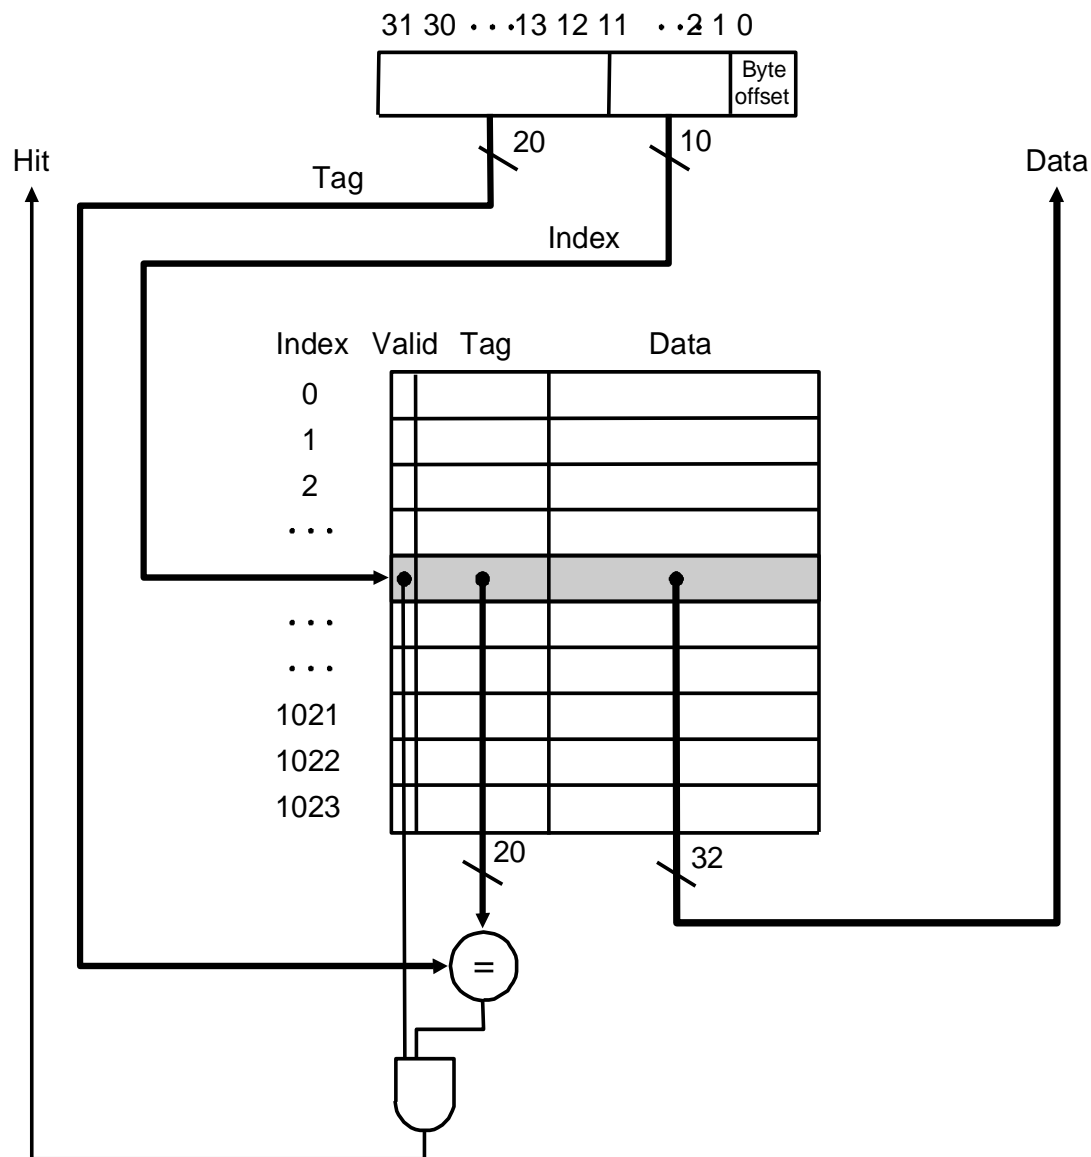 31 30 · · ·13 12 11 · ··2 1 0
Byte
offset
20
10
Hit
Data
Tag
Index
Index Valid Tag Data
0
1
2
· · ·
· · ·
· · ·
1021
1022
1023
20
32
=